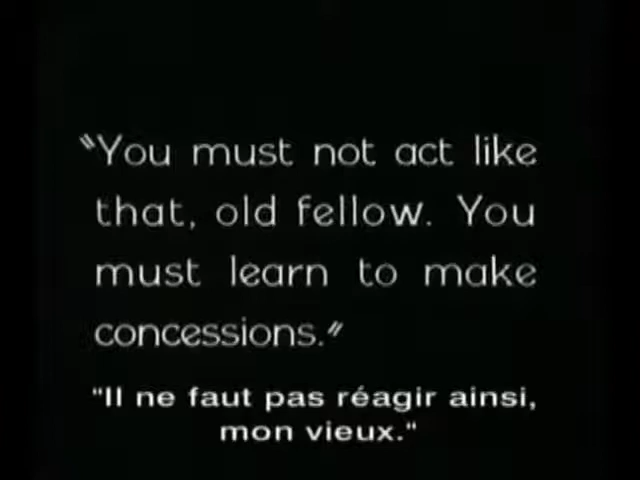 "You must not act like
that, old fellow. You
must learn to make
concessions."
"Il ne faut pas réagir ainsi,
mon vieux."